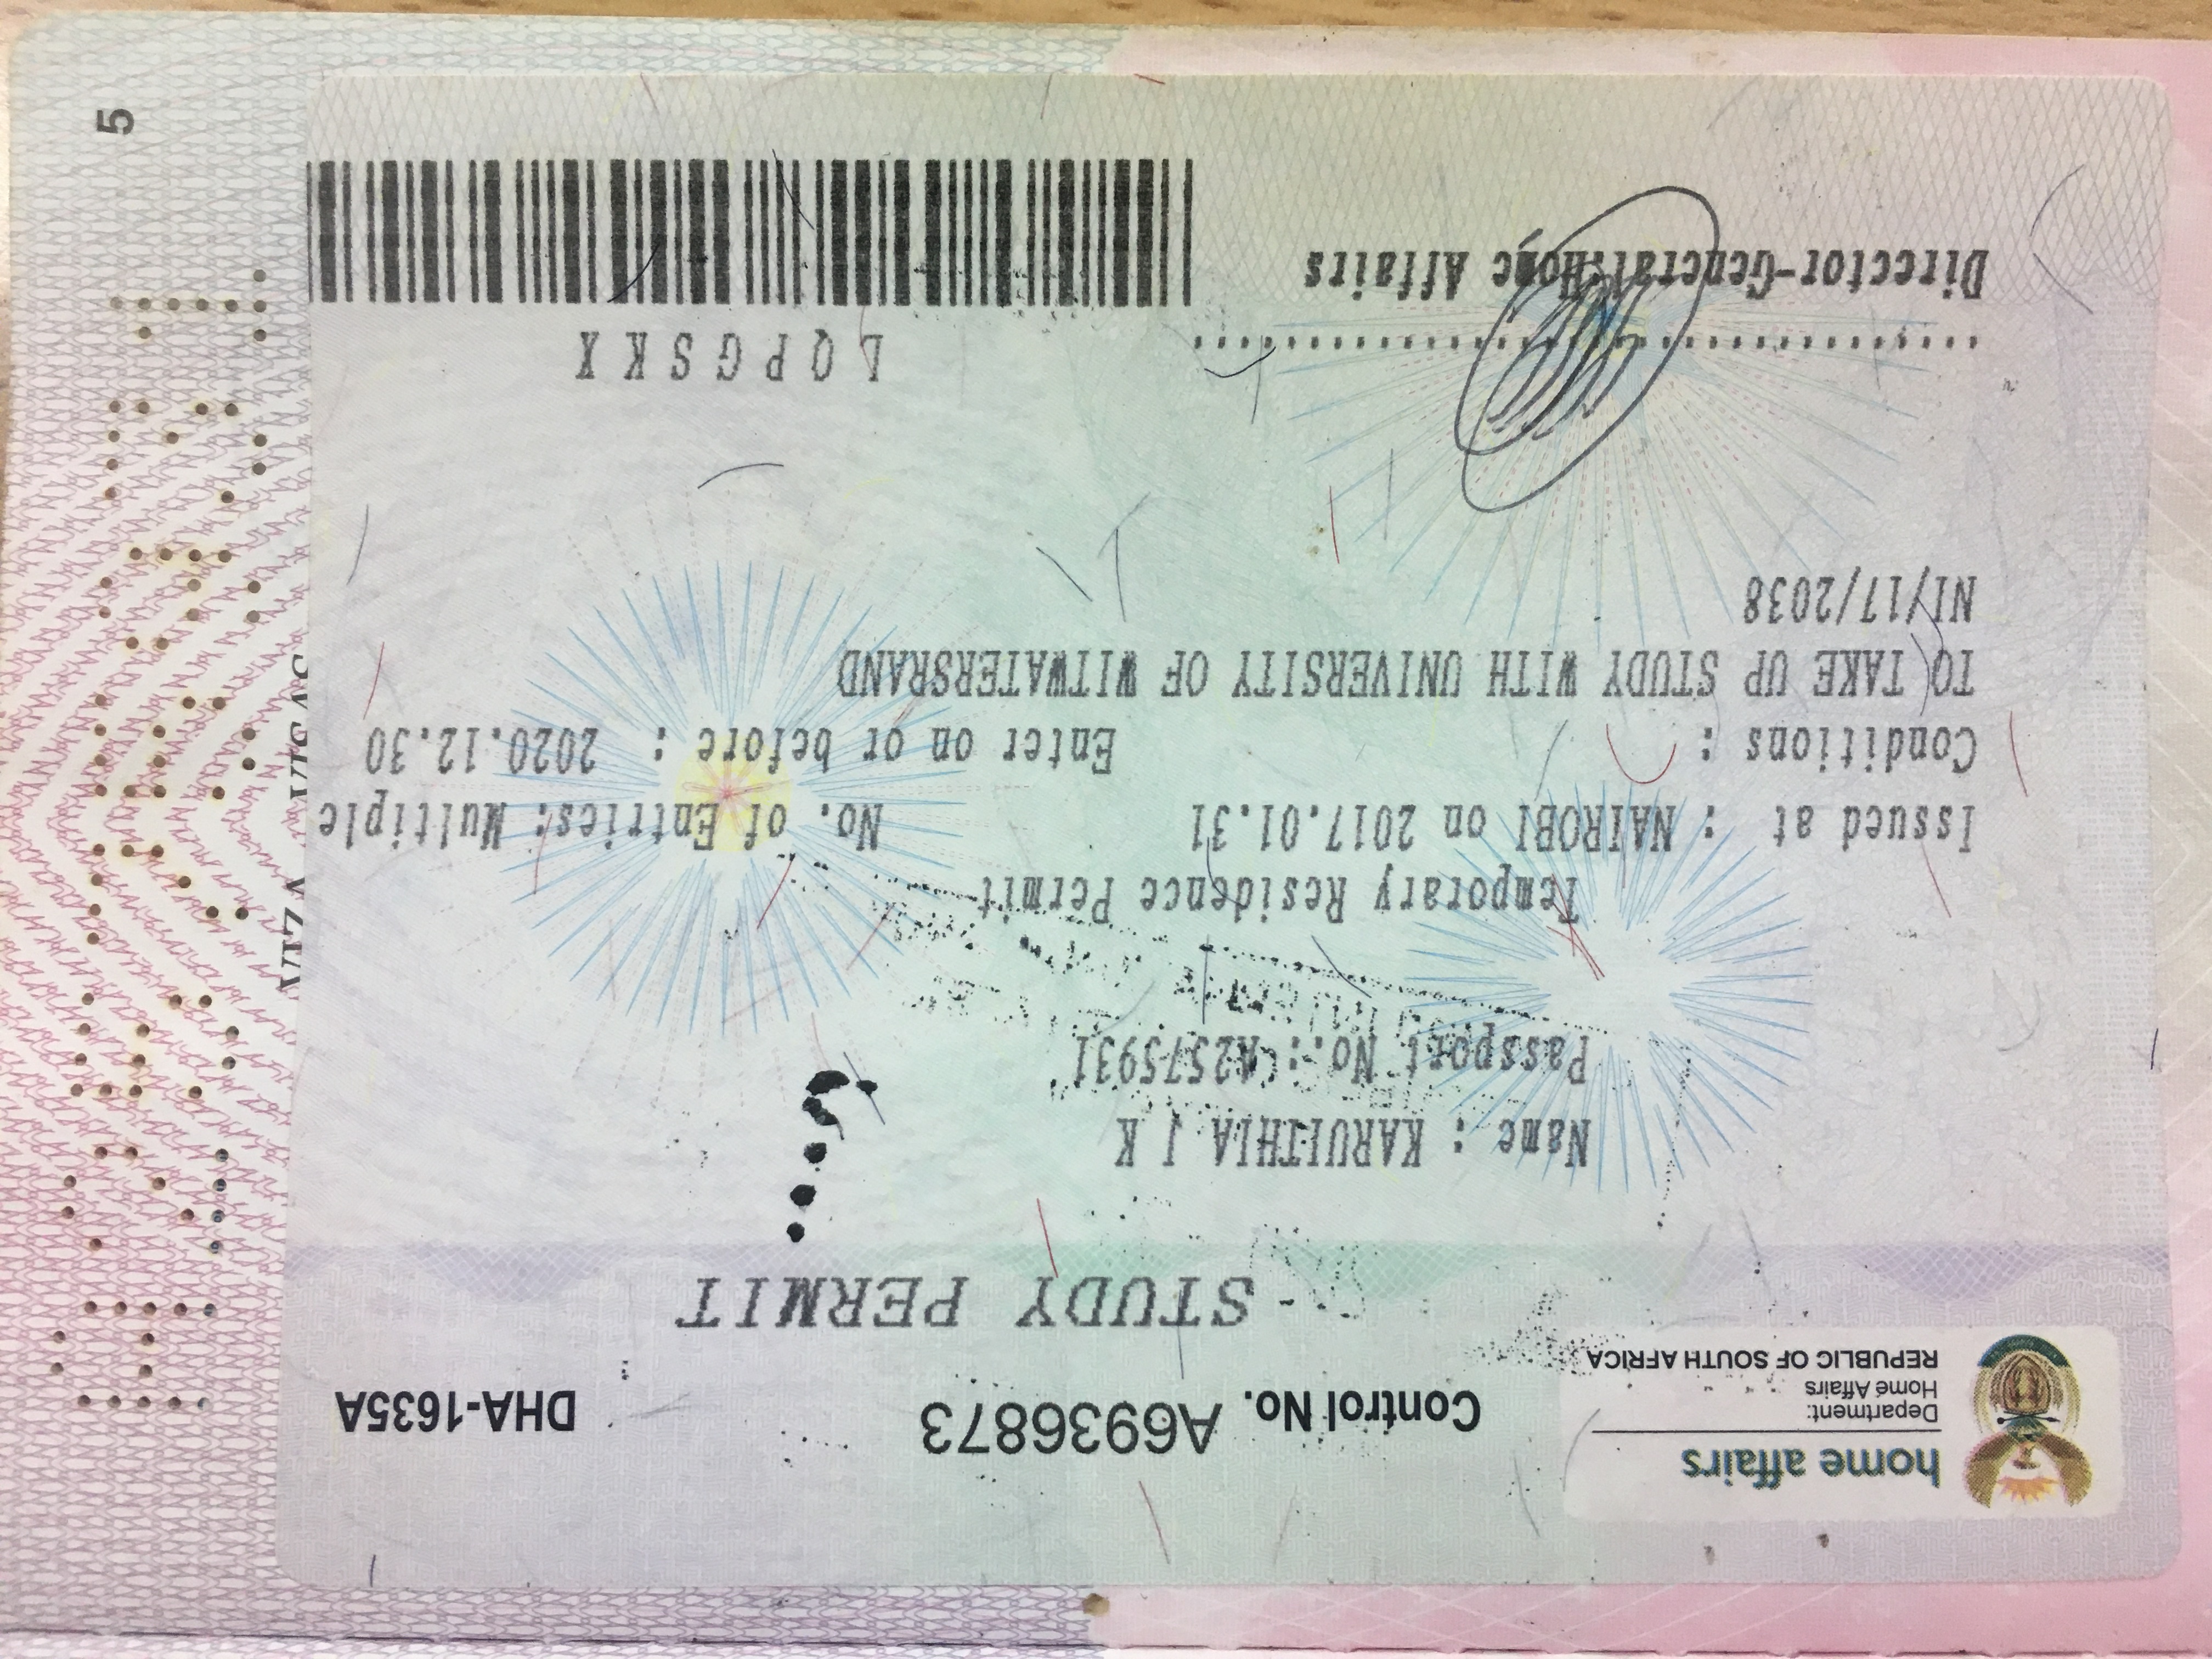 home affairs
Department:
Home Affairs
REPUBLIC OF SOUTH AFRICA
Control No. A6936873
DHA-1635A
STUDY PERMIT
Name : KARUITHIA J K
Passport No.: A2575931
Temporary Residence Permit
No. of Entries: Multiple
Issued at : NAIROBI on 2017.01.31
Enter on or before : 2020.12.30
Conditions :
TO TAKE UP STUDY WITH UNIVERSITY OF WITWATERSRAND
NI/17/2038
L Q P G S K X
Director-General: Home Affairs
VIZA VISAS
5